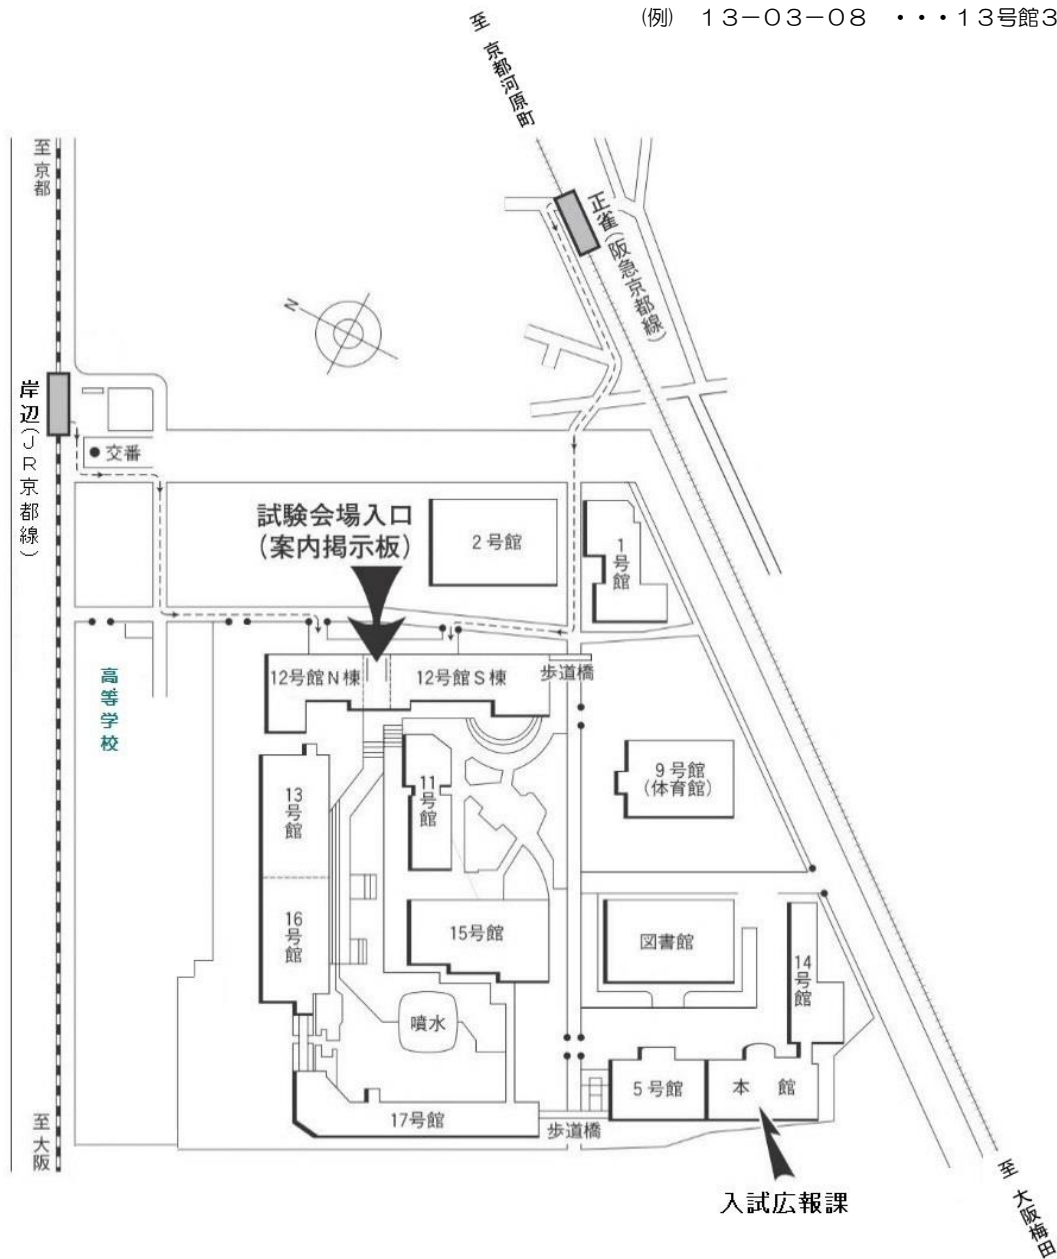 (例) 13-03-08 ・・・13号館3
至 京都河原町
至京都
正雀(阪急京都線)
N
岸辺(JR京都線)
交番
試験会場入口
(案内掲示板)
2号館
1号館
高等学校
12号館N棟
12号館S棟
歩道橋
13号館
11号館
9号館
(体育館)
16号館
15号館
図書館
14号館
噴水
5号館
本 館
17号館
歩道橋
至大阪
入試広報課
至 大阪梅田